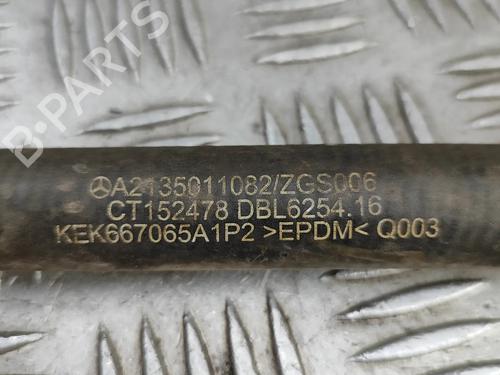 B-PARTS
A2135011082/ZGS006
CT152478 DBL6254.16
KEK667065A1P2 >EPDM< Q003